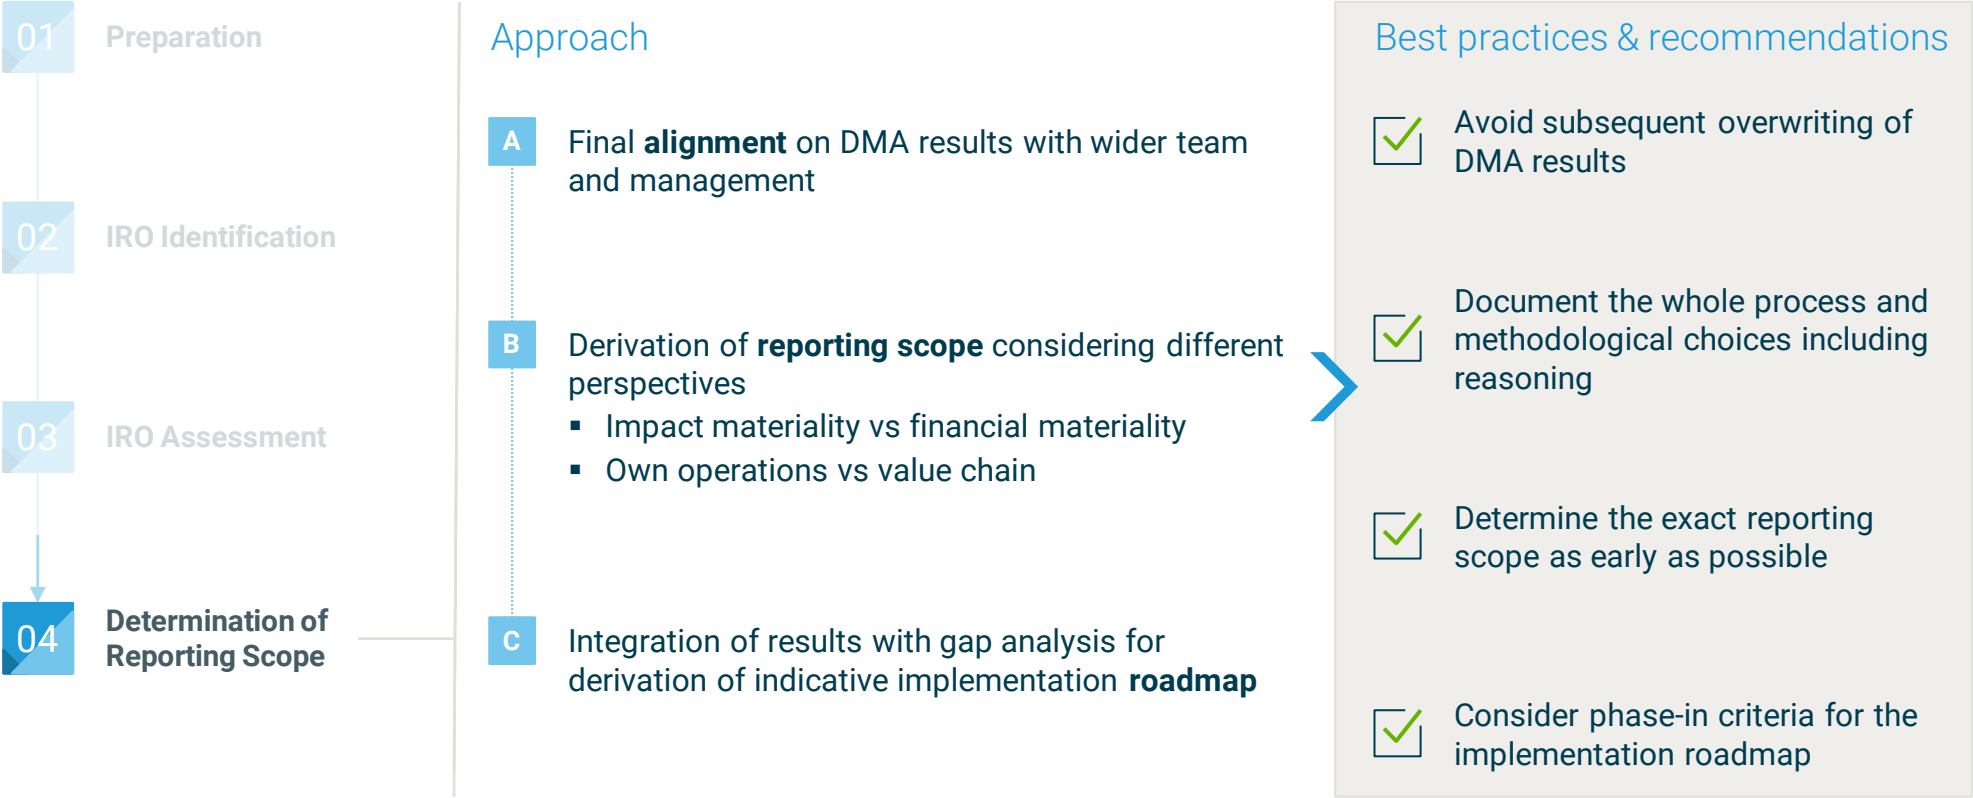 01
Preparation
02
IRO Identification
03
IRO Assessment
04
Determination of
Reporting Scope
Approach
A
Final alignment on DMA results with wider team
and management
B
Derivation of reporting scope considering different
perspectives
▪ Impact materiality vs financial materiality
▪ Own operations vs value chain
C
Integration of results with gap analysis for
derivation of indicative implementation roadmap
Best practices & recommendations
Avoid subsequent overwriting of
DMA results
Document the whole process and
methodological choices including
reasoning
Determine the exact reporting
scope as early as possible
Consider phase-in criteria for the
implementation roadmap